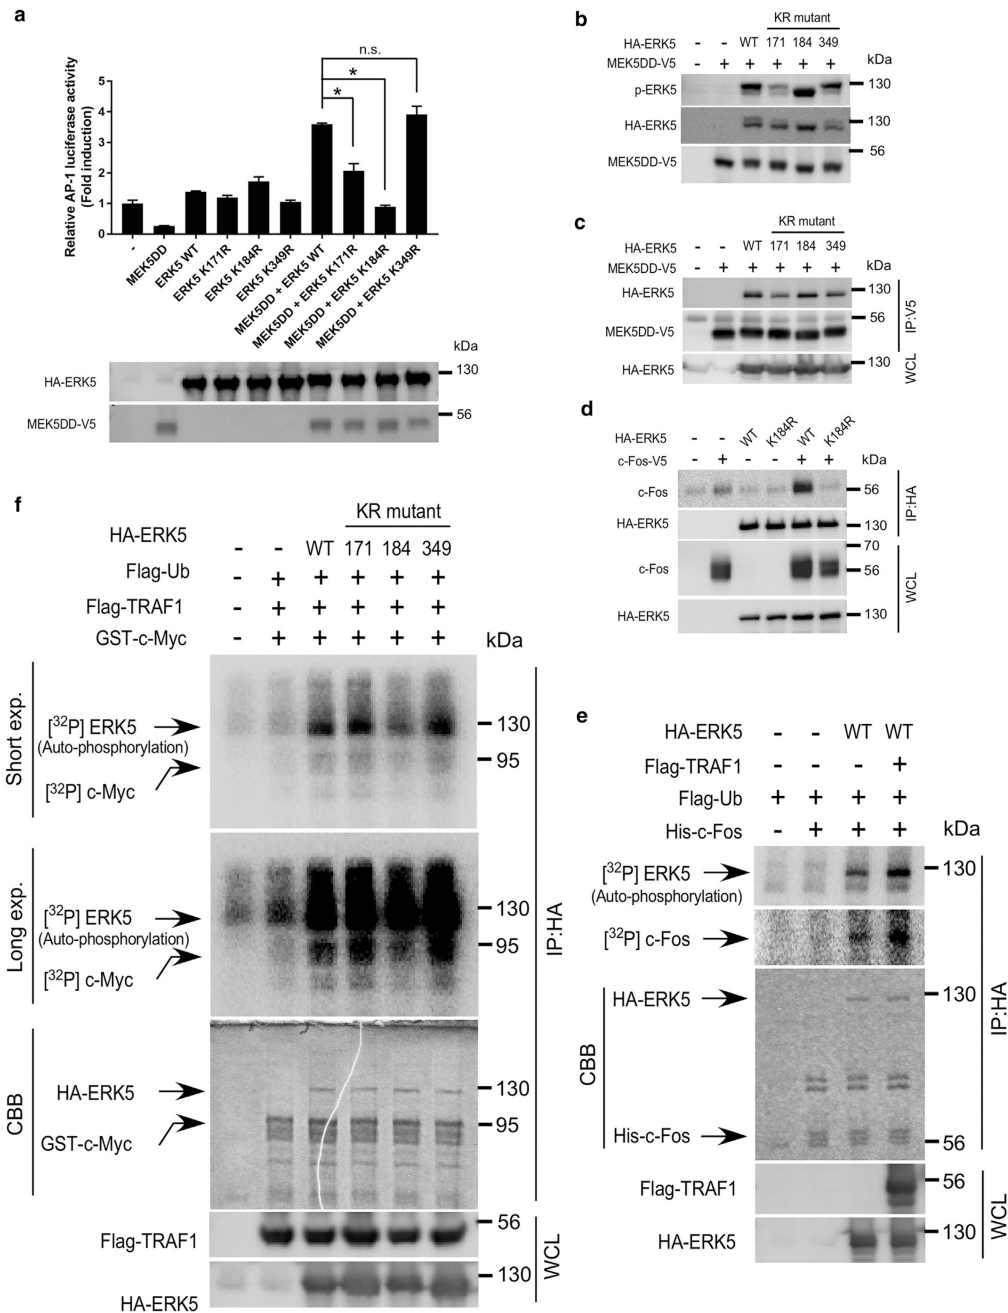 a
Relative AP-1 luciferase activity
(Fold induction)
5
4
3
2
1
0
n.s.
*
*
-
MEK5DD
ERK5 WT
ERK5 K171R
ERK5 K184R
ERK5 K349R
MEK5DD + ERK5 WT
MEK5DD + ERK5 K171R
MEK5DD + ERK5 K184R
MEK5DD + ERK5 K349R
kDa
HA-ERK5
130
MEK5DD-V5
56
b
KR mutant
HA-ERK5 - - WT 171 184 349
MEK5DD-V5 - + + + + + kDa
p-ERK5 130
HA-ERK5 130
56
MEK5DD-V5
c
KR mutant
HA-ERK5 - - WT 171 184 349
MEK5DD-V5 - + + + + + kDa
HA-ERK5 130
56
MEK5DD-V5
IP:V5
HA-ERK5 130
WCL
d
HA-ERK5 - - WT K184R WT K184R
c-Fos-V5 - + - - + + kDa
c-Fos 56
HA-ERK5 130
IP:HA
70
c-Fos 56
HA-ERK5 130
WCL
e
HA-ERK5 - - WT WT
Flag-TRAF1 - - - +
Flag-Ub + + + +
His-c-Fos - + + + kDa
[32P] ERK5 130
(Auto-phosphorylation)
[32P] c-Fos
HA-ERK5 130
CBB
His-c-Fos 56
IP:HA
Flag-TRAF1 56
HA-ERK5 130
WCL
f
KR mutant
HA-ERK5 - - WT 171 184 349
Flag-Ub - + + + + +
Flag-TRAF1 - + + + + +
GST-c-Myc - + + + + + kDa
Short exp.
[32P] ERK5 130
(Auto-phosphorylation)
95
[32P] c-Myc
Long exp.
[32P] ERK5 130
(Auto-phosphorylation)
95
[32P] c-Myc
IP:HA
CBB
HA-ERK5 130
GST-c-Myc 95
Flag-TRAF1 56
HA-ERK5 130
WCL